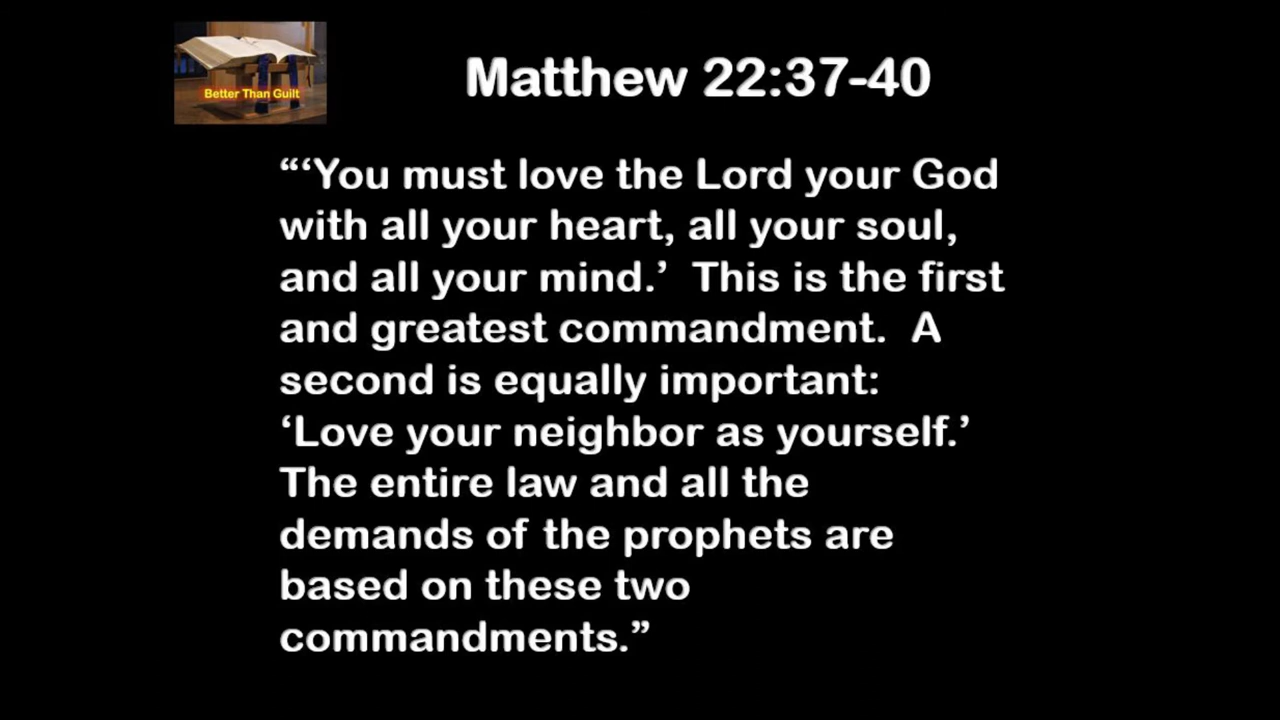 Better Than Guilt
Matthew 22:37-40
“‘You must love the Lord your God
with all your heart, all your soul,
and all your mind.’  This is the first
and greatest commandment.  A
second is equally important:
‘Love your neighbor as yourself.’
The entire law and all the
demands of the prophets are
based on these two
commandments.”